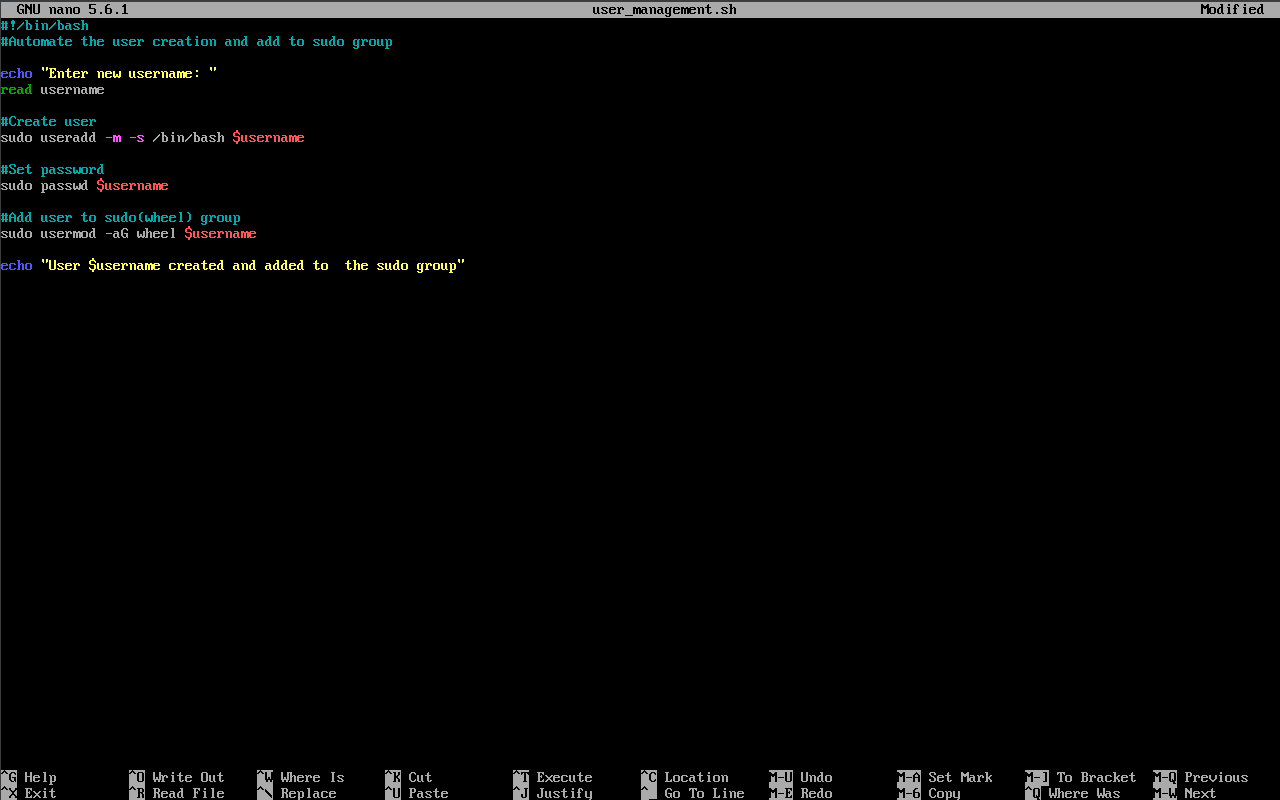 GNU nano 5.6.1 user_management.sh Modified
#!/bin/bash
#Automate the user creation and add to sudo group
echo "Enter new username: "
read username
#Create user
sudo useradd -m -s /bin/bash $username
#Set password
sudo passwd $username
#Add user to sudo(wheel) group
sudo usermod -aG wheel $username
echo "User $username created and added to  the sudo group"
^G Help ^O Write Out ^W Where Is ^K Cut ^T Execute ^C Location M-U Undo M-A Set Mark M-] To Bracket M-Q Previous
^X Exit ^R Read File ^\ Replace ^U Paste ^J Justify ^_ Go To Line M-E Redo M-6 Copy ^Q Where Was M-W Next